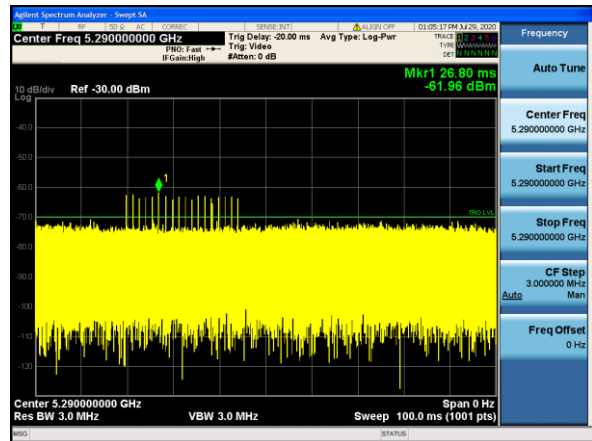 Agilent Spectrum Analyzer - Swept SA
T RF 50 Ω AC CORREC SENSE:INT ALIGN OFF 01:05:17 PM Jul 29, 2020
Center Freq 5.290000000 GHz
PNO: Fast
IFGain:High
Trig Delay: -20.00 ms
Trig: Video
#Atten: 0 dB
Avg Type: Log-Pwr
TRACE 1 2 3 4 5 6
TYPE
DET N N N N N N
Mkr1 26.80 ms
-61.96 dBm
10 dB/div Ref -30.00 dBm
Log
1
-40.0
-50.0
-60.0
-70.0
TRIG LVL
-80.0
-90.0
-100
-110
-120
Center 5.290000000 GHz Span 0 Hz
Res BW 3.0 MHz VBW 3.0 MHz Sweep 100.0 ms (1001 pts)
MSG STATUS
Frequency
Auto Tune
Center Freq
5.290000000 GHz
Start Freq
5.290000000 GHz
Stop Freq
5.290000000 GHz
CF Step
3.000000 MHz
Auto Man
Freq Offset
0 Hz